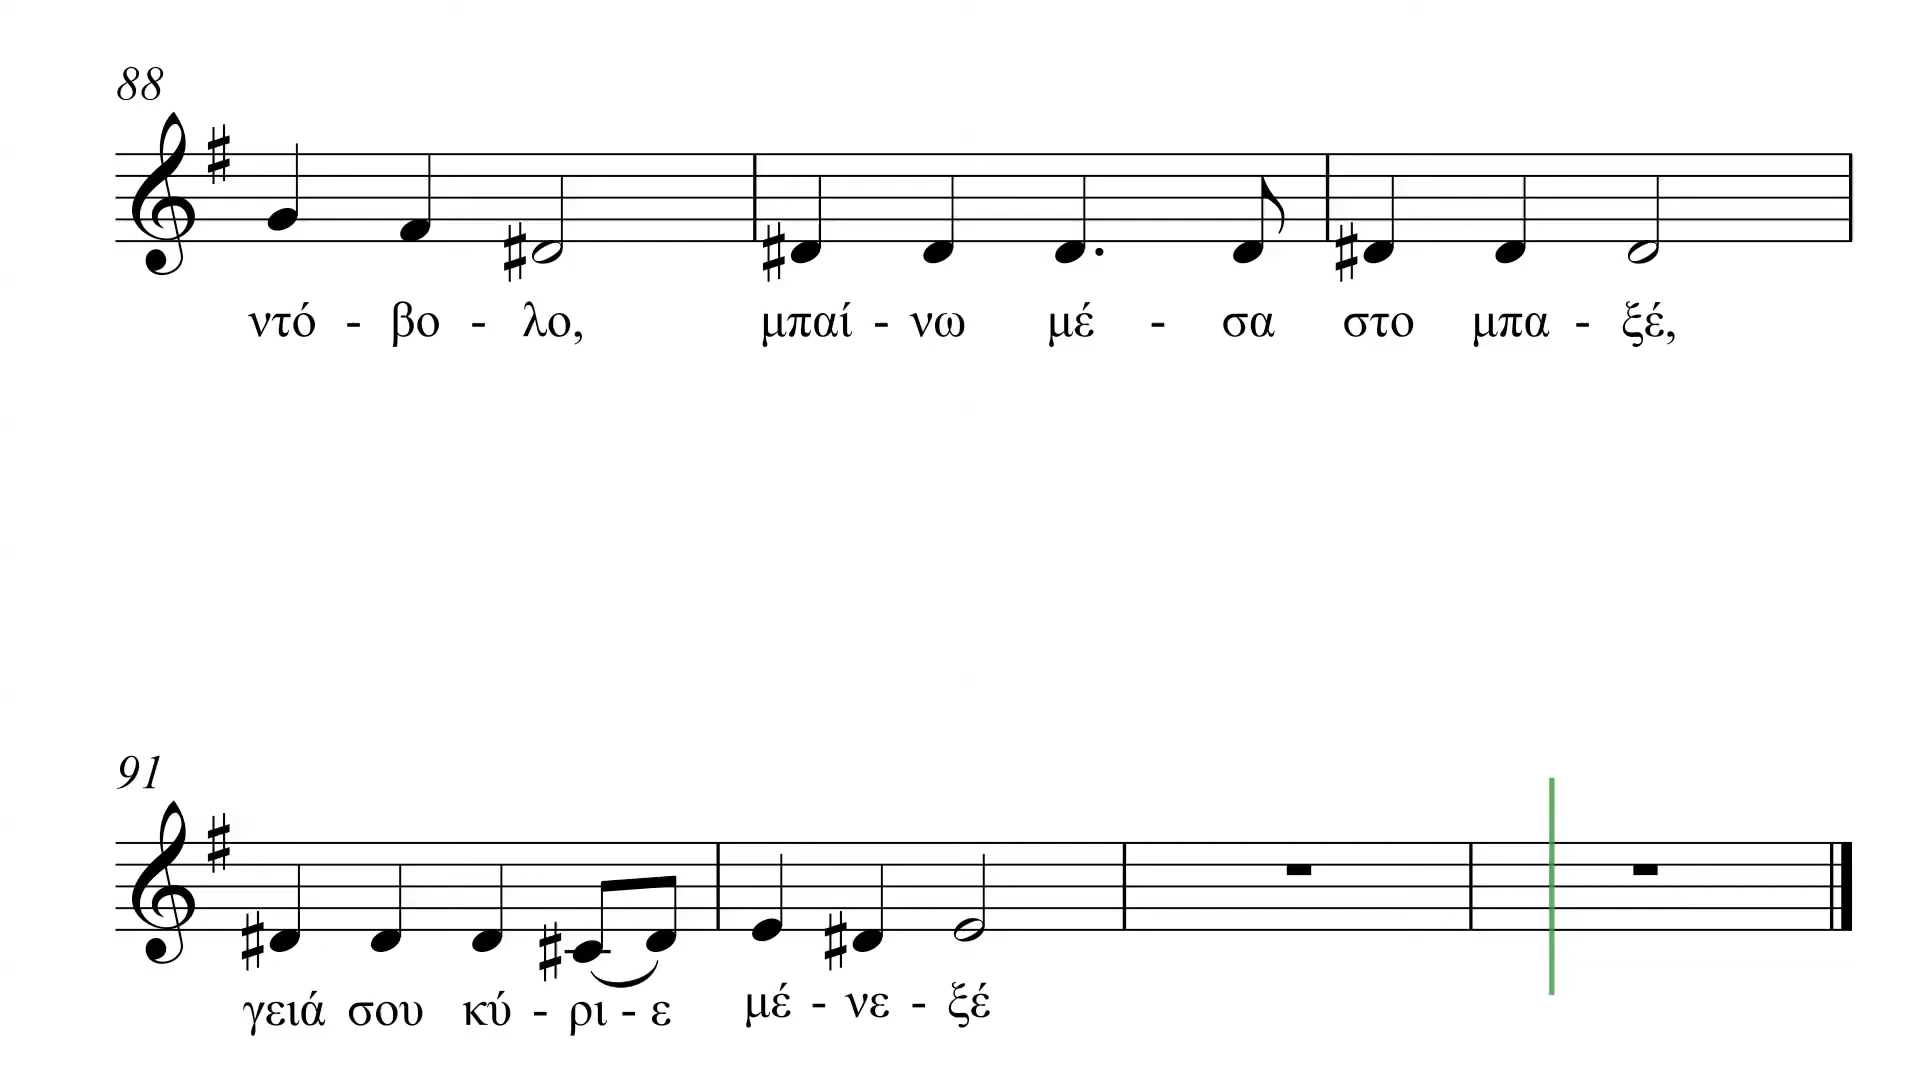 88
ντό - βο - λο, μπαί - νω μέ - σα στο μπα - ξέ,
91
γειά σου κύ - ρι - ε μέ - νε - ξέ